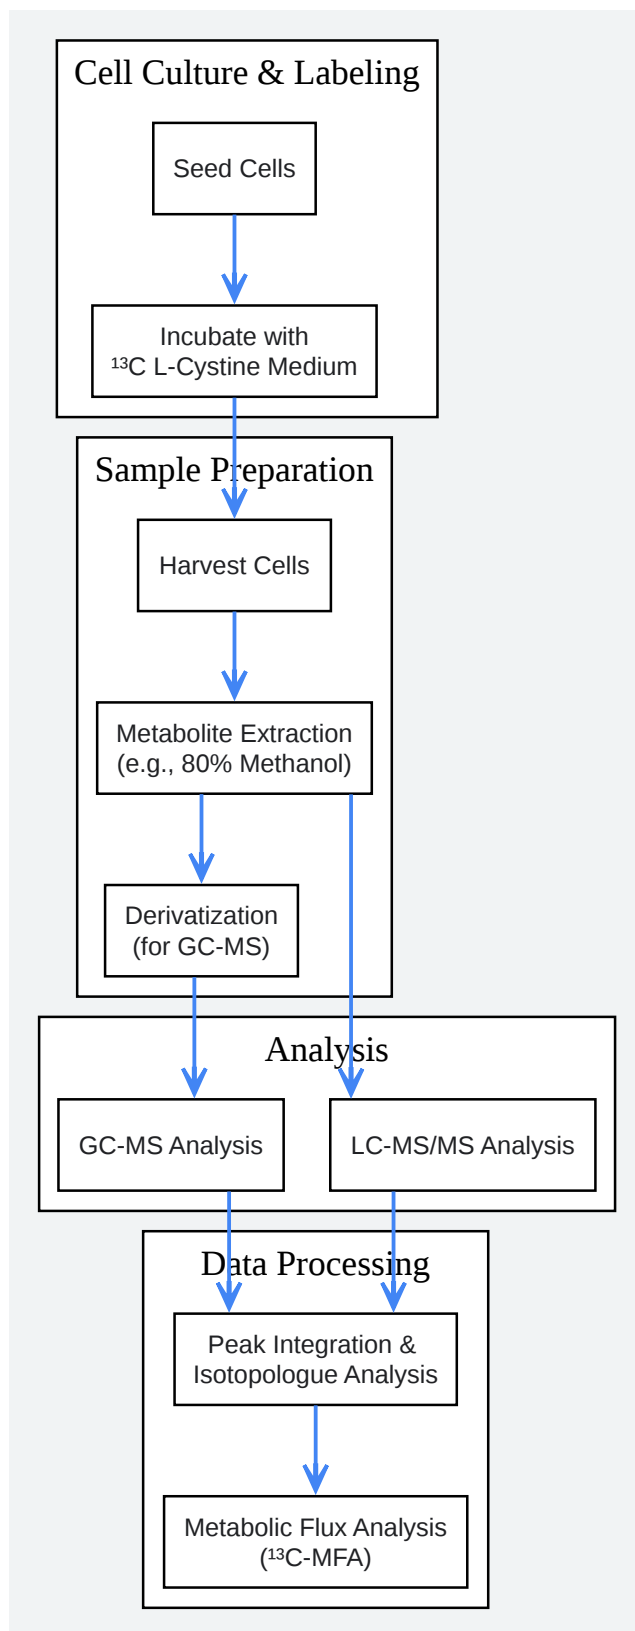 Cell Culture & Labeling
Seed Cells
Incubate with
¹³C L-Cystine Medium
Sample Preparation
Harvest Cells
Metabolite Extraction
(e.g., 80% Methanol)
Derivatization
(for GC-MS)
Analysis
GC-MS Analysis
LC-MS/MS Analysis
Data Processing
Peak Integration &
Isotopologue Analysis
Metabolic Flux Analysis
(¹³C-MFA)